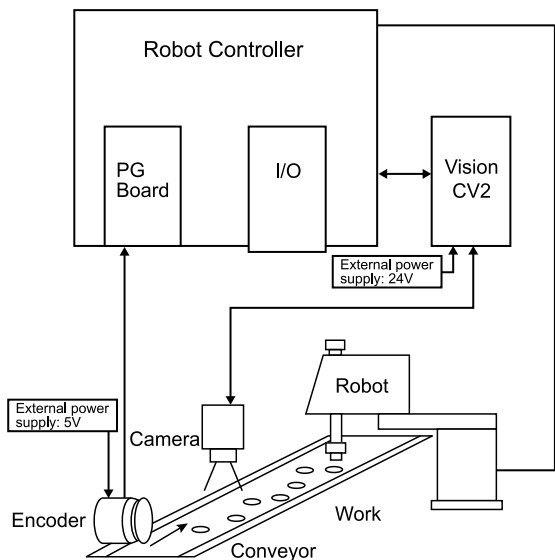 Robot Controller
PG
Board
I/O
Vision
CV2
External power
supply: 24V
External power
supply: 5V
Camera
Robot
Encoder
Work
Conveyor